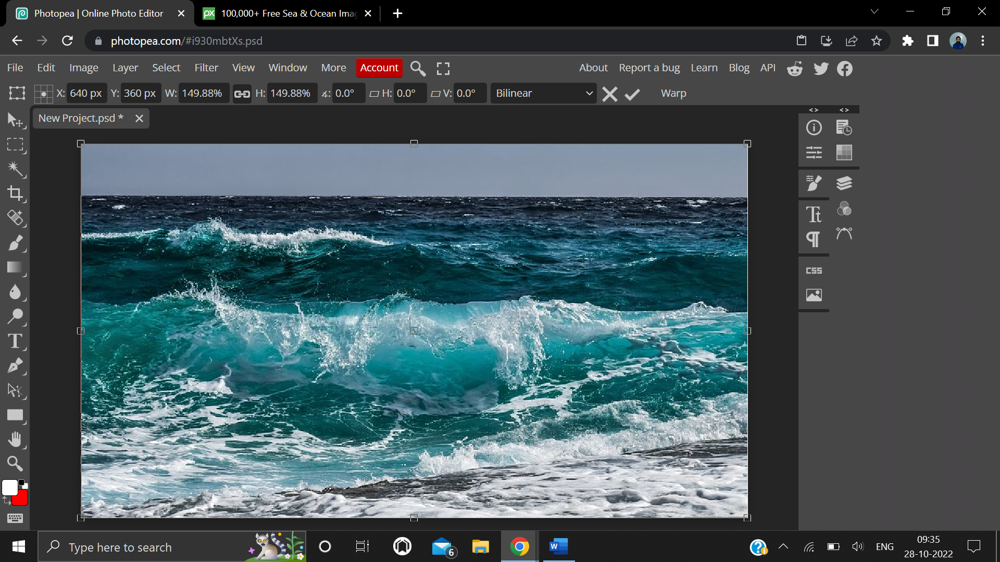 Photopea | Online Photo Editor
100,000+ Free Sea & Ocean Imag
photopea.com/#i930mbtXs.psd
File Edit Image Layer Select Filter View Window More Account About Report a bug Learn Blog API
X: 640 px Y: 360 px W: 149.88% H: 149.88% ∡: 0.0° ▱ H: 0.0° ▱ V: 0.0° Bilinear Warp
New Project.psd *
< > < >
Tt
¶
CSS
T
Type here to search
6
W
ENG
09:35
28-10-2022